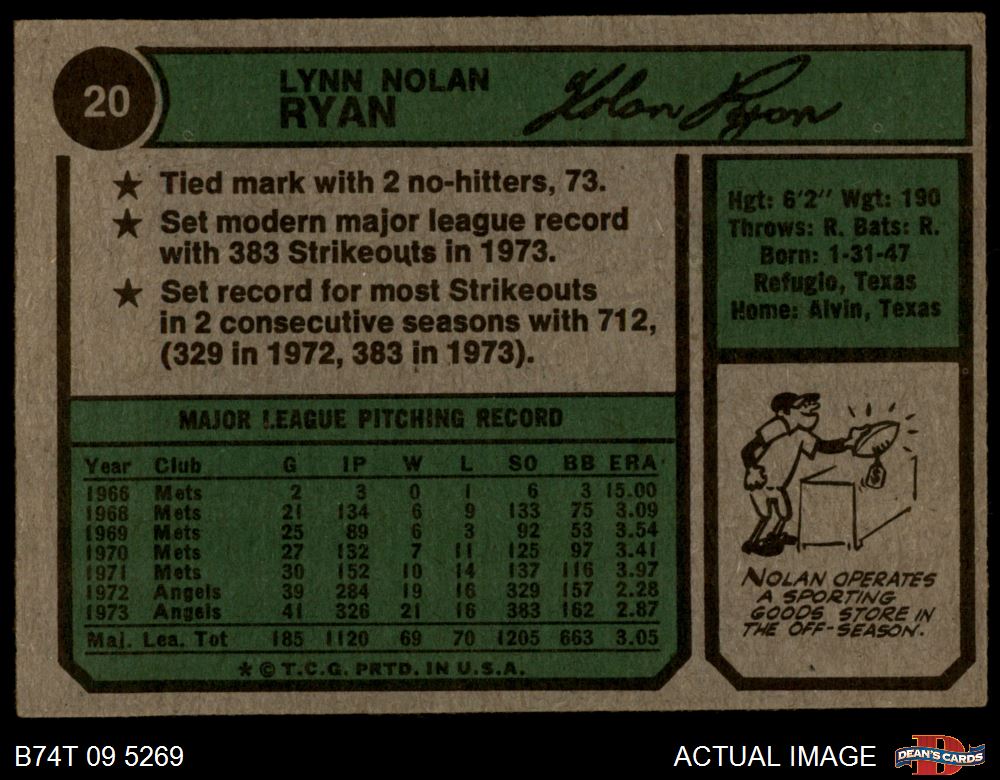 20
LYNN NOLAN
RYAN
Nolan Ryan
★ Tied mark with 2 no-hitters, 73.
★ Set modern major league record
with 383 Strikeouts in 1973.
★ Set record for most Strikeouts
in 2 consecutive seasons with 712,
(329 in 1972, 383 in 1973).
Hgt: 6'2" Wgt: 190
Throws: R. Bats: R.
Born: 1-31-47
Refugio, Texas
Home: Alvin, Texas
MAJOR LEAGUE PITCHING RECORD
Year Club G IP W L SO BB ERA
1966 Mets 2 3 0 1 6 3 15.00
1968 Mets 21 134 6 9 133 75 3.09
1969 Mets 25 89 6 3 92 53 3.54
1970 Mets 27 132 7 11 125 97 3.41
1971 Mets 30 152 10 14 137 116 3.97
1972 Angels 39 284 19 16 329 157 2.28
1973 Angels 41 326 21 16 383 162 2.87
Maj. Lea. Tot 185 1120 69 70 1205 663 3.05
* © T.C.G. PRTD. IN U.S.A.
$
NOLAN OPERATES
A SPORTING
GOODS STORE IN
THE OFF-SEASON.
B74T 09 5269
ACTUAL IMAGE
D
DEAN'S CARDS